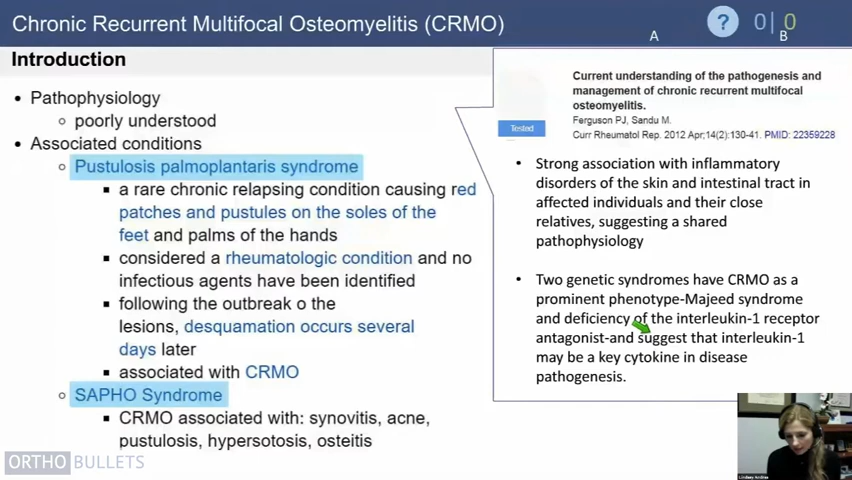 Chronic Recurrent Multifocal Osteomyelitis (CRMO)
?
0| 0
A
B
Introduction
• Pathophysiology
○ poorly understood
• Associated conditions
○ Pustulosis palmoplantaris syndrome
▪ a rare chronic relapsing condition causing red
patches and pustules on the soles of the
feet and palms of the hands
▪ considered a rheumatologic condition and no
infectious agents have been identified
▪ following the outbreak o the
lesions, desquamation occurs several
days later
▪ associated with CRMO
○ SAPHO Syndrome
▪ CRMO associated with: synovitis, acne,
pustulosis, hypersotosis, osteitis
Current understanding of the pathogenesis and
management of chronic recurrent multifocal
osteomyelitis.
Ferguson PJ, Sandu M.
Tested
Curr Rheumatol Rep. 2012 Apr;14(2):130-41. PMID: 22359228
• Strong association with inflammatory
disorders of the skin and intestinal tract in
affected individuals and their close
relatives, suggesting a shared
pathophysiology
• Two genetic syndromes have CRMO as a
prominent phenotype-Majeed syndrome
and deficiency of the interleukin-1 receptor
antagonist-and suggest that interleukin-1
may be a key cytokine in disease
pathogenesis.
ORTHO BULLETS